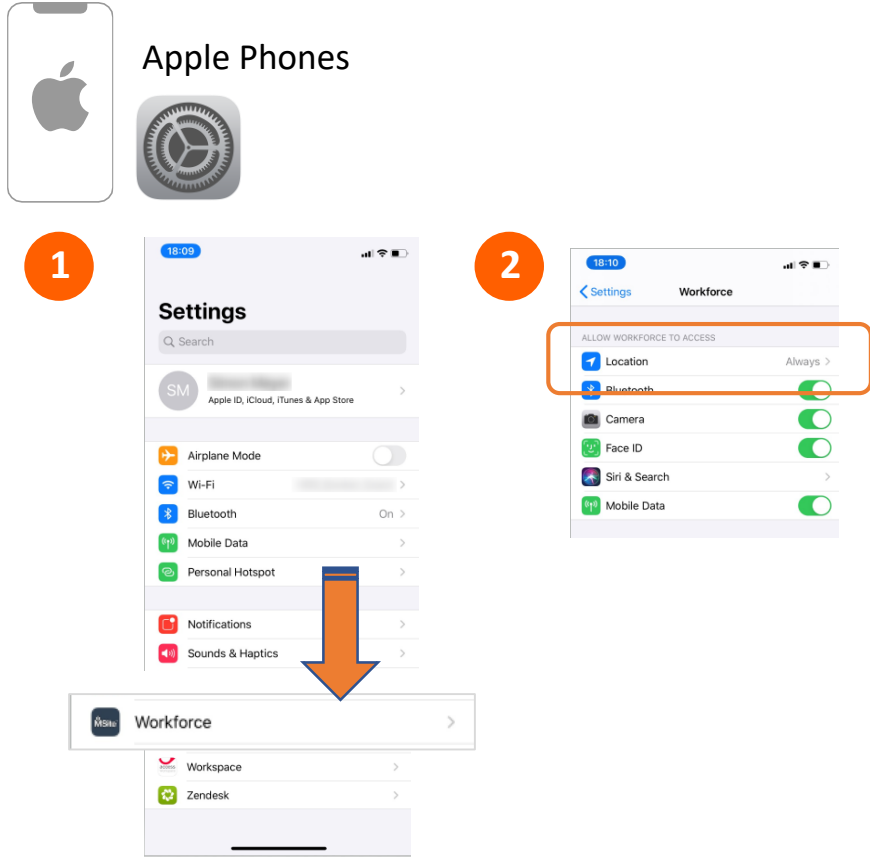 Apple Phones
1
18:09
Settings
Search
SM
Apple ID, iCloud, iTunes & App Store
Airplane Mode
Wi-Fi
Bluetooth On
Mobile Data
Personal Hotspot
Notifications
Sounds & Haptics
MSite Workforce
Workspace
Zendesk
2
18:10
Settings Workforce
ALLOW WORKFORCE TO ACCESS
Location Always
Bluetooth
Camera
Face ID
Siri & Search
Mobile Data